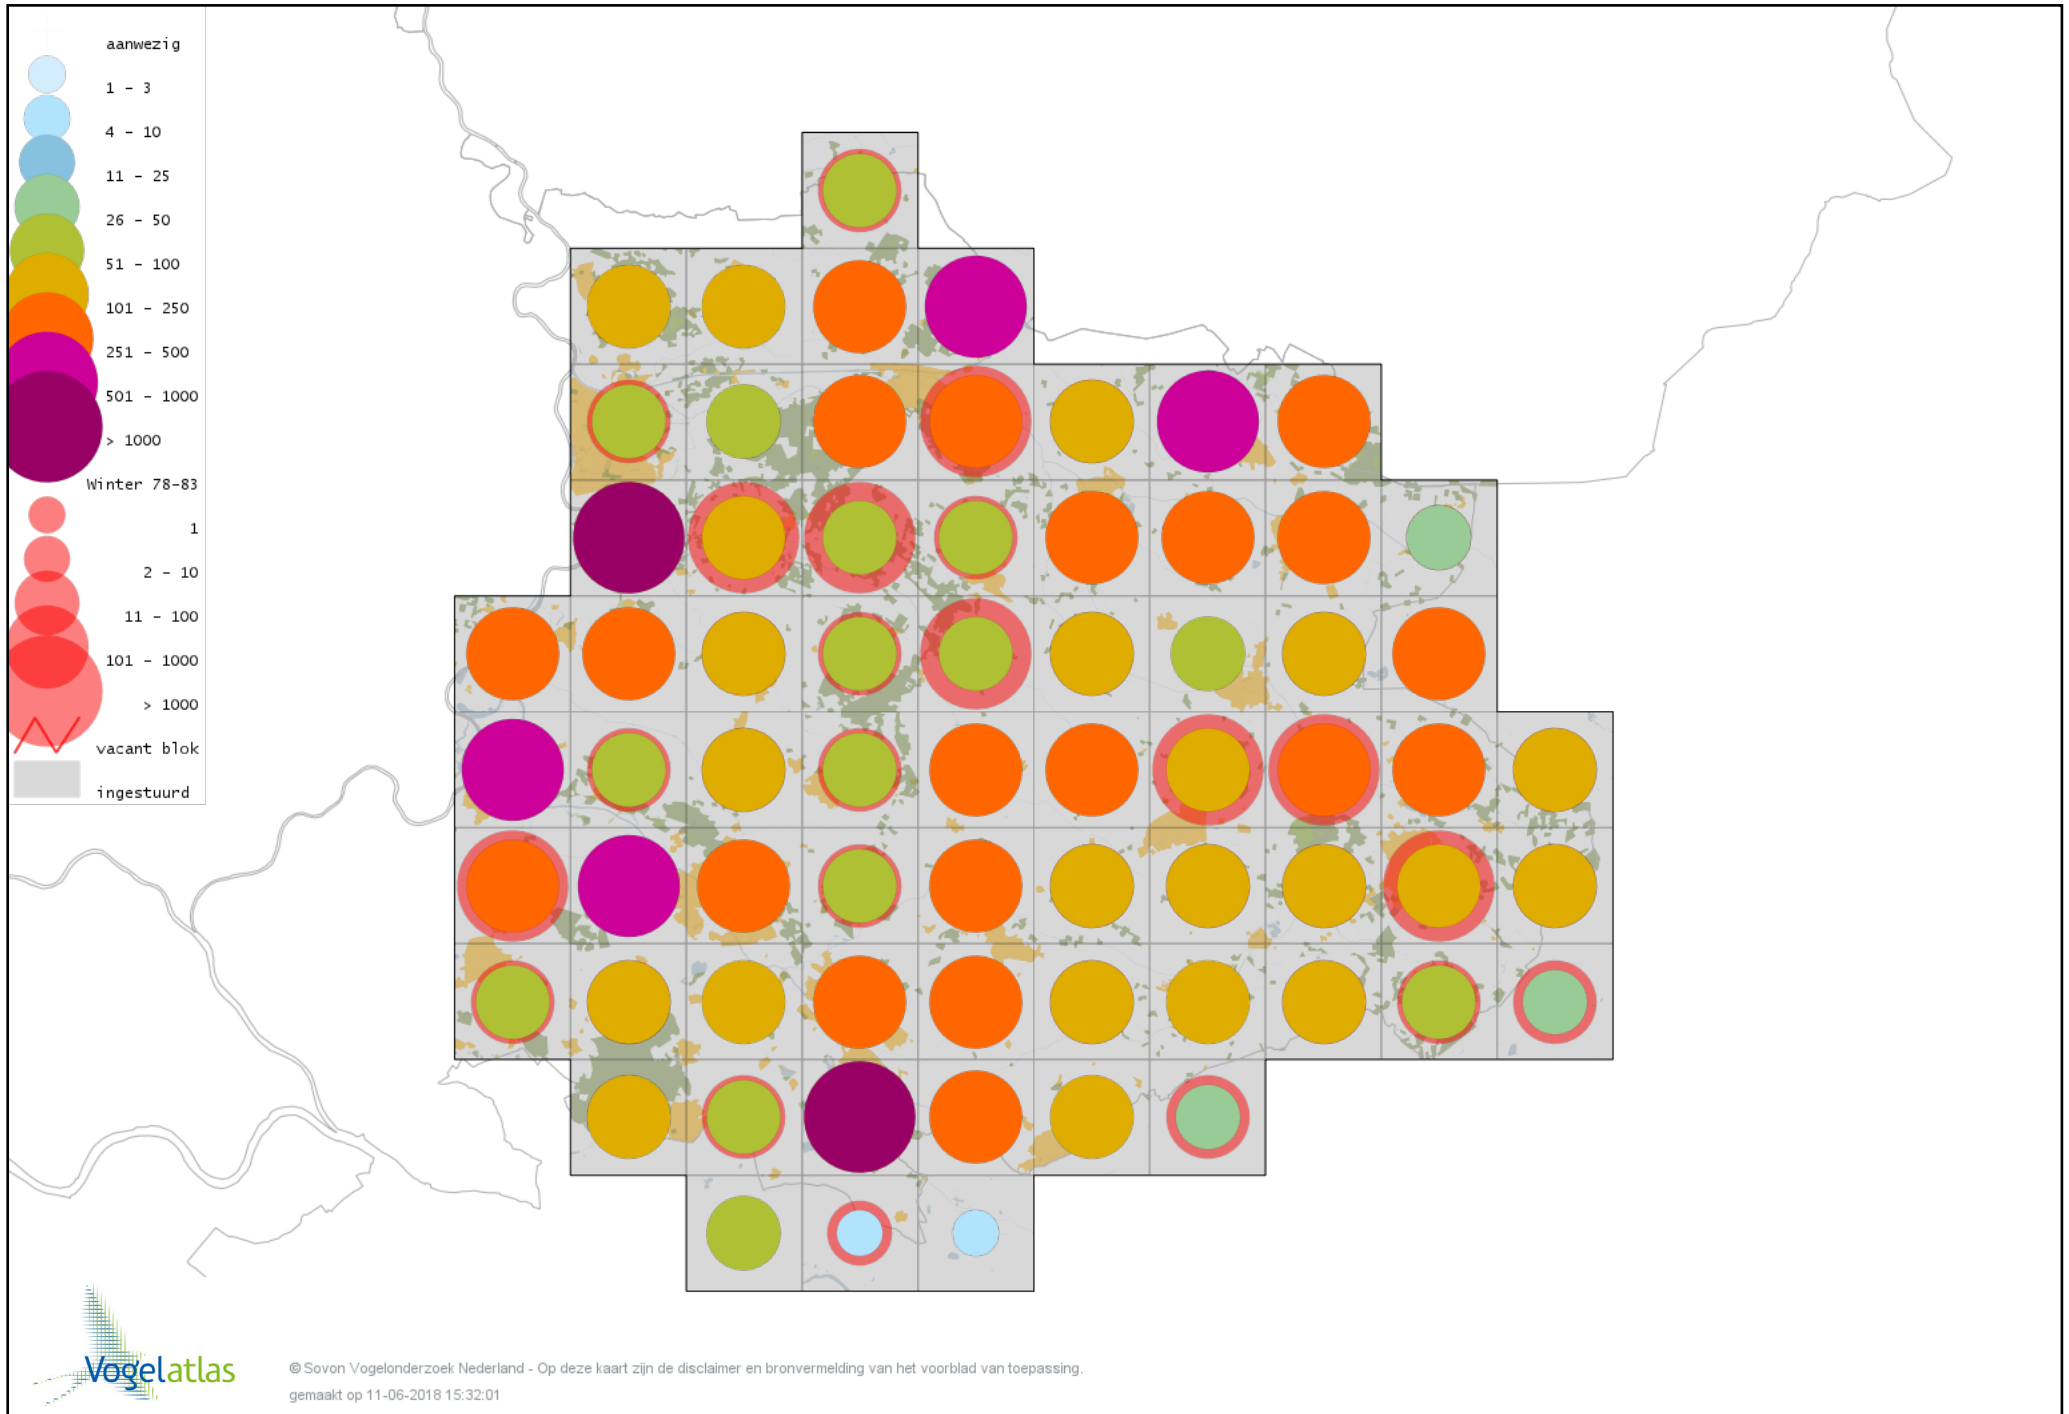 aanwezig
1 - 3
4 - 10
11 - 25
26 - 50
51 - 100
101 - 250
251 - 500
501 - 1000
> 1000
Winter 78-83
1
2 - 10
11 - 100
101 - 1000
> 1000
vacant blok
ingestuurd
Vogelatlas
© Sovon Vogelonderzoek Nederland - Op deze kaart zijn de disclaimer en bronvermelding van het voorblad van toepassing.
gemaakt op 11-06-2018 15:32:01